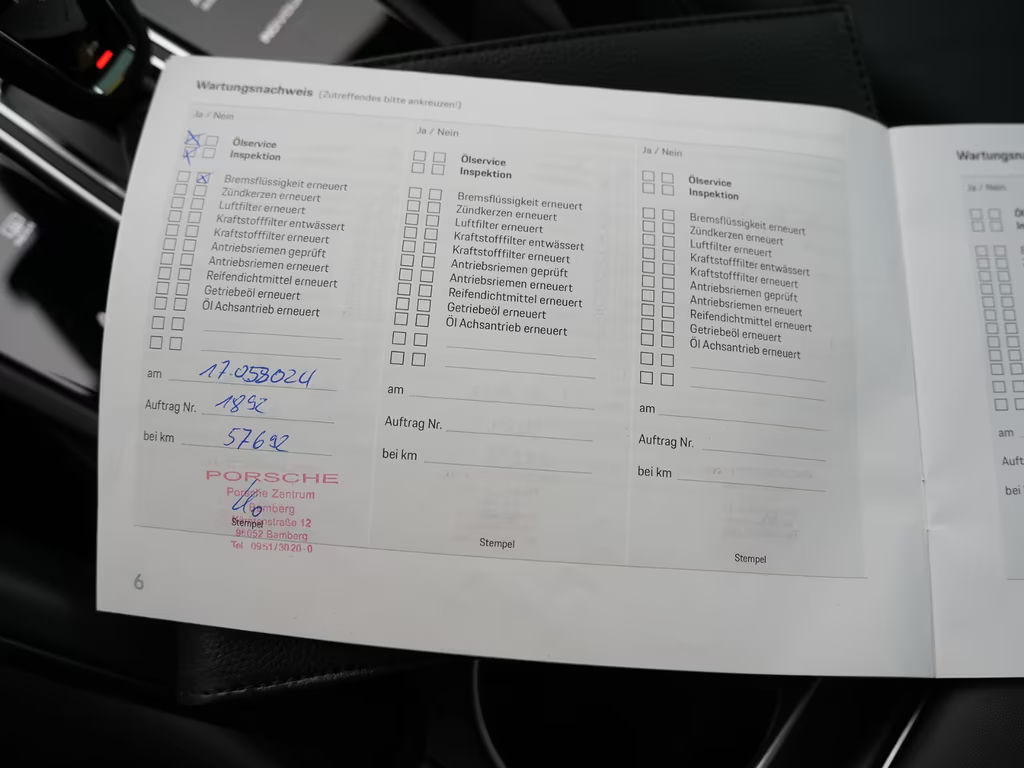 Wartungsnachweis (Zutreffendes bitte ankreuzen!)
Ja / Nein
Ölservice
Inspektion
Bremsflüssigkeit erneuert
Zündkerzen erneuert
Luftfilter erneuert
Kraftstofffilter entwässert
Kraftstofffilter erneuert
Antriebsriemen geprüft
Antriebsriemen erneuert
Reifendichtmittel erneuert
Getriebeöl erneuert
Öl Achsantrieb erneuert
am
Auftrag Nr. 1892
bei km 57692
PORSCHE
Porsche Zentrum
Bamberg
Stempel
12
96052 Bamberg
Tel. 0951/3020-0
6
Ja / Nein
Ölservice
Inspektion
Bremsflüssigkeit erneuert
Zündkerzen erneuert
Luftfilter erneuert
Kraftstofffilter entwässert
Kraftstofffilter erneuert
Antriebsriemen geprüft
Antriebsriemen erneuert
Reifendichtmittel erneuert
Getriebeöl erneuert
Öl Achsantrieb erneuert
am
Auftrag Nr.
bei km
Stempel
Ja / Nein
Ölservice
Inspektion
Bremsflüssigkeit erneuert
Zündkerzen erneuert
Luftfilter erneuert
Kraftstofffilter entwässert
Kraftstofffilter erneuert
Antriebsriemen geprüft
Antriebsriemen erneuert
Reifendichtmittel erneuert
Getriebeöl erneuert
Öl Achsantrieb erneuert
am
Auftrag Nr.
bei km
Stempel
Ja / Nein
am
bei